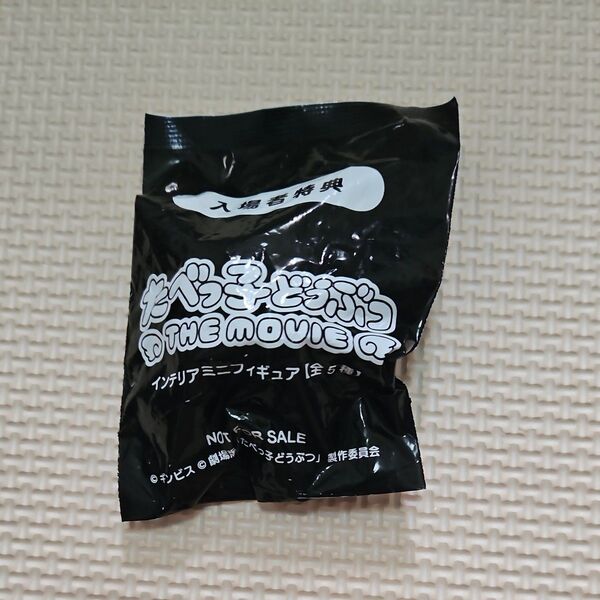 入場者特典
たべっ子どうぶつ
THE MOVIE
インテリアミニフィギュア【全5種】
NOT FOR SALE
©ギンビス ©劇場「たべっ子どうぶつ」製作委員会